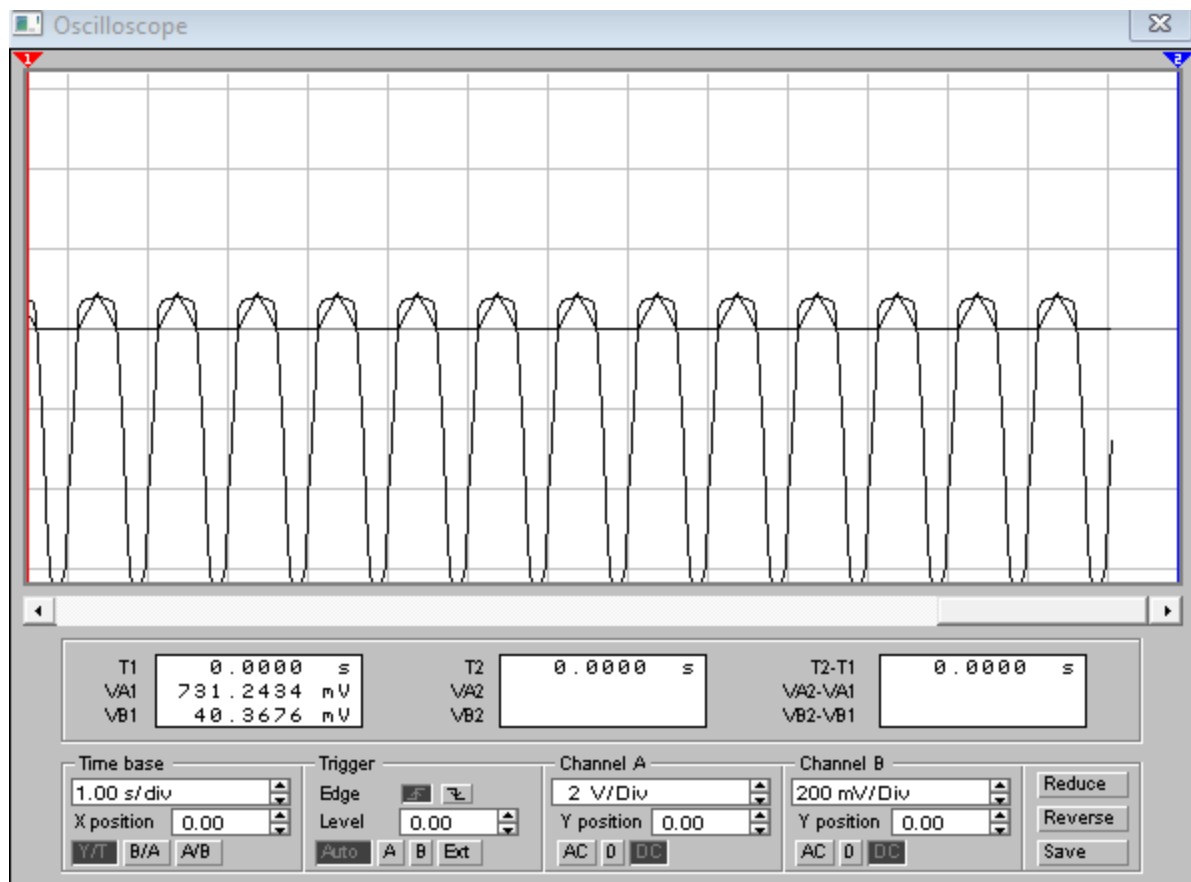 Oscilloscope
1 2
T1 0.0000 s T2 0.0000 s T2-T1 0.0000 s
VA1 731.2434 mV VA2 VA2-VA1
VB1 40.3676 mV VB2 VB2-VB1
Time base Trigger Channel A Channel B
1.00 s/div Edge 2 V/Div 200 mV/Div Reduce
X position 0.00 Level 0.00 Y position 0.00 Y position 0.00 Reverse
Y/T B/A A/B Auto A B Ext AC 0 DC AC 0 DC Save